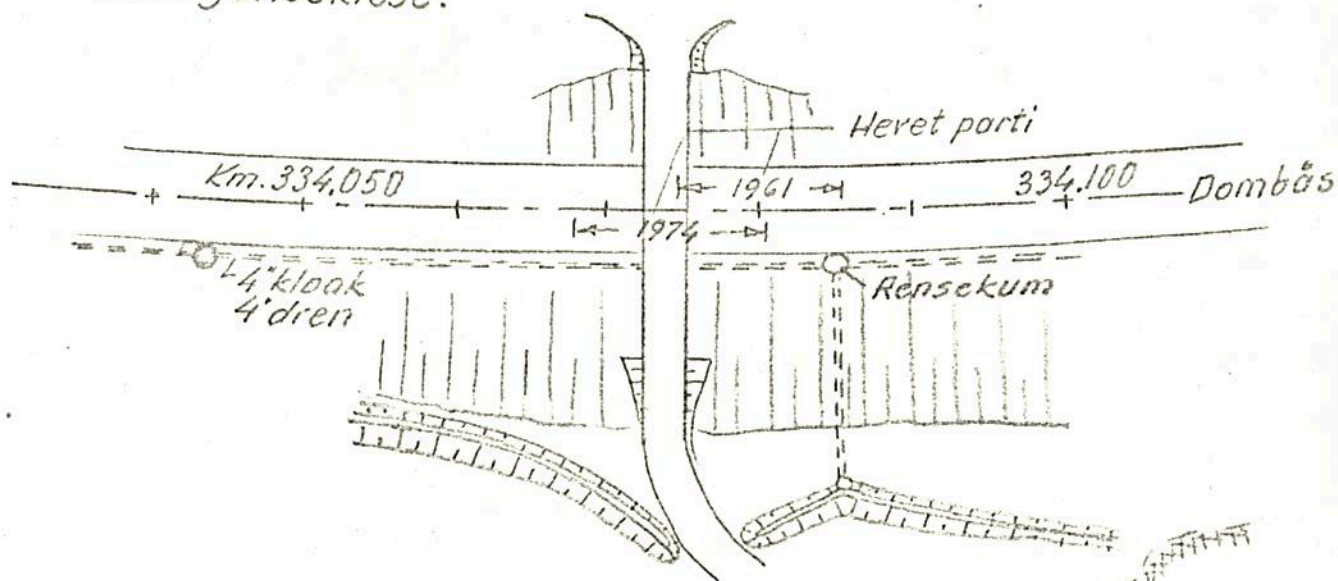 Hevet parti
Km. 334,050
1961
334,100
Dombås
1974
4" kloak
4" dren
Rensekum